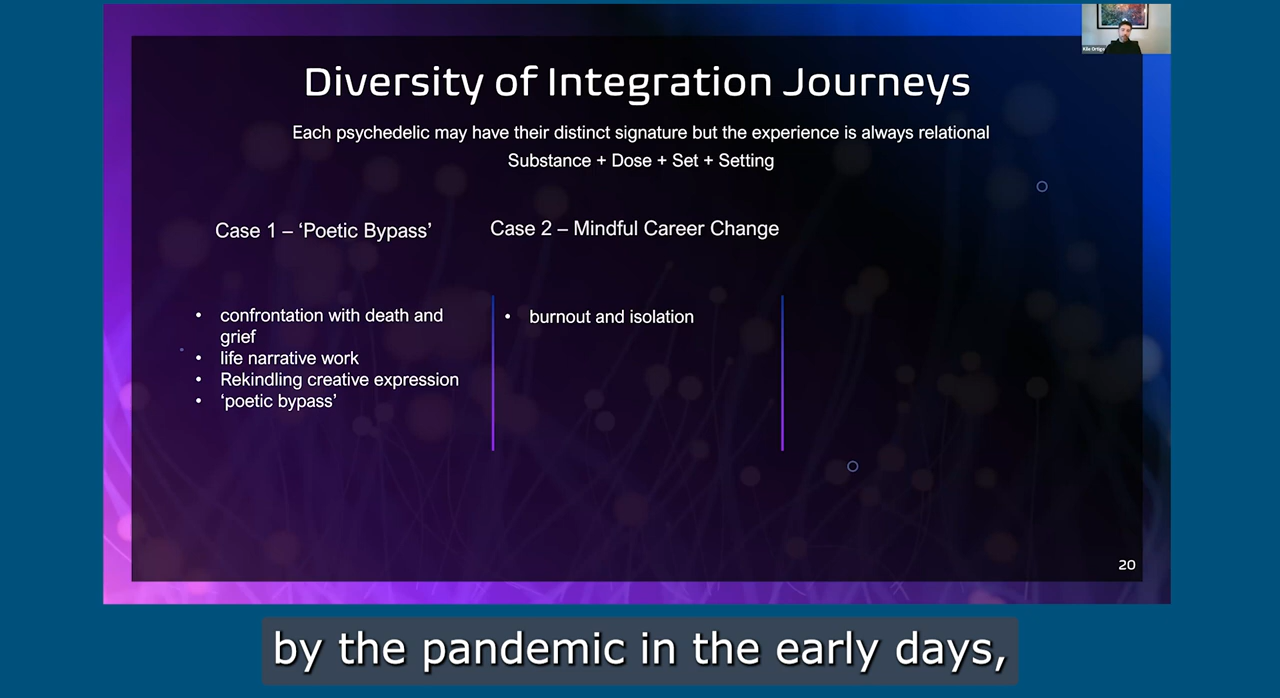 Kile Ortigo
Diversity of Integration Journeys
Each psychedelic may have their distinct signature but the experience is always relational
Substance + Dose + Set + Setting
Case 1 – ‘Poetic Bypass’
• confrontation with death and
grief
• life narrative work
• Rekindling creative expression
• ‘poetic bypass’
Case 2 – Mindful Career Change
• burnout and isolation
20
by the pandemic in the early days,